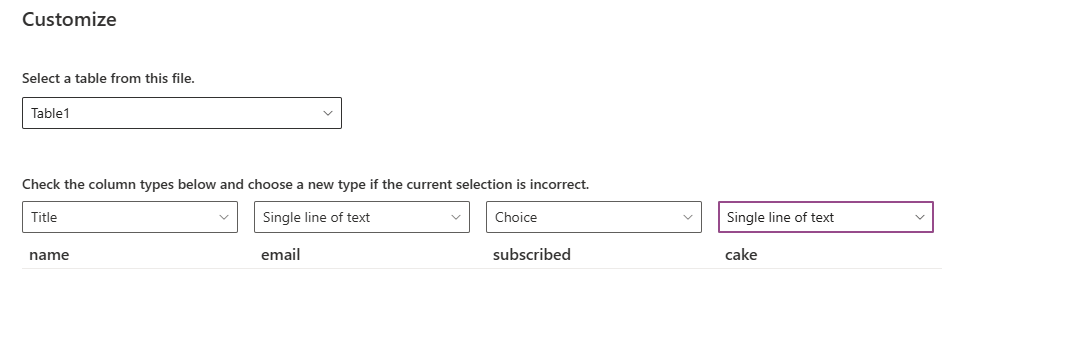 Customize
Select a table from this file.
Table1
Check the column types below and choose a new type if the current selection is incorrect.
Title Single line of text Choice Single line of text
name email subscribed cake